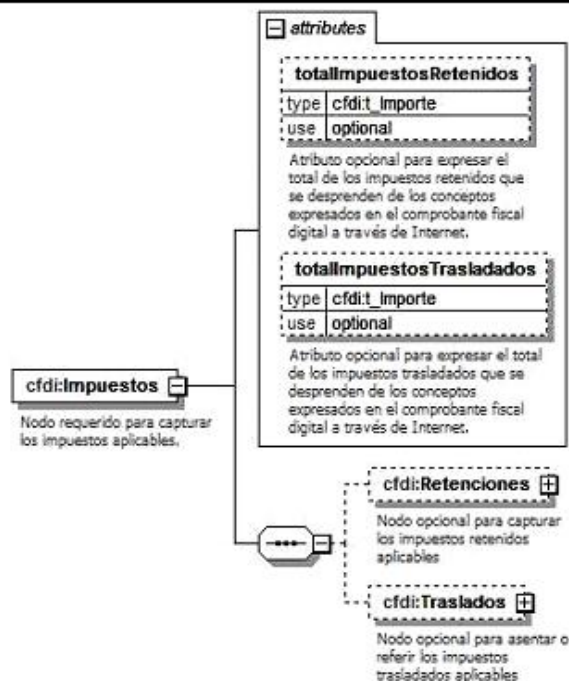 attributes
totalImpuestosRetenidos
type cfdi:t_Importe
use optional
Atributo opcional para expresar el
total de los impuestos retenidos que
se desprenden de los conceptos
expresados en el comprobante fiscal
digital a través de Internet.
totalImpuestosTrasladados
type cfdi:t_Importe
use optional
Atributo opcional para expresar el total
de los impuestos trasladados que se
desprenden de los conceptos
expresados en el comprobante fiscal
digital a través de Internet.
cfdi:Impuestos
Nodo requerido para capturar
los impuestos aplicables.
cfdi:Retenciones
Nodo opcional para capturar
los impuestos retenidos
aplicables
cfdi:Traslados
Nodo opcional para asentar o
referir los impuestos
trasladados aplicables